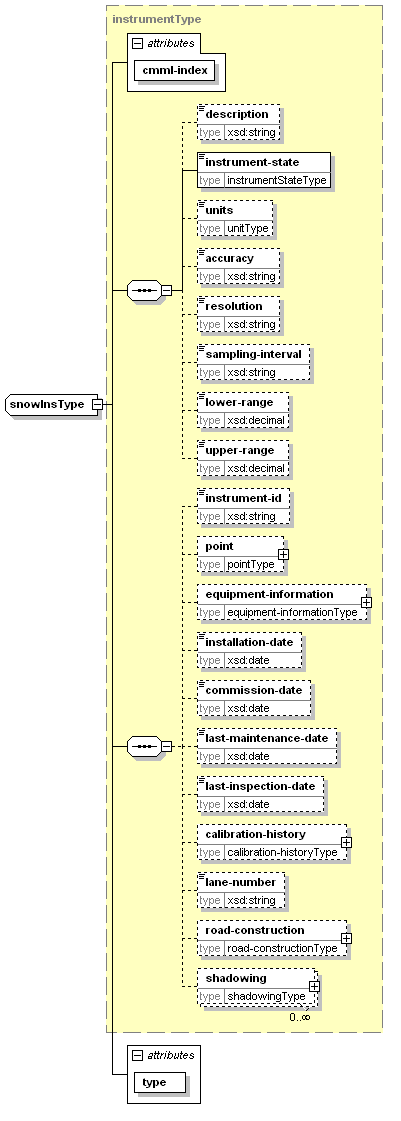 instrumentType
attributes
cmml-index
description
type xsd:string
instrument-state
type instrumentStateType
units
type unitType
accuracy
type xsd:string
resolution
type xsd:string
sampling-interval
type xsd:string
snowInsType
lower-range
type xsd:decimal
upper-range
type xsd:decimal
instrument-id
type xsd:string
point
type pointType
equipment-information
type equipment-informationType
installation-date
type xsd:date
commission-date
type xsd:date
last-maintenance-date
type xsd:date
last-inspection-date
type xsd:date
calibration-history
type calibration-historyType
lane-number
type xsd:string
road-construction
type road-constructionType
shadowing
type shadowingType
0..∞
attributes
type